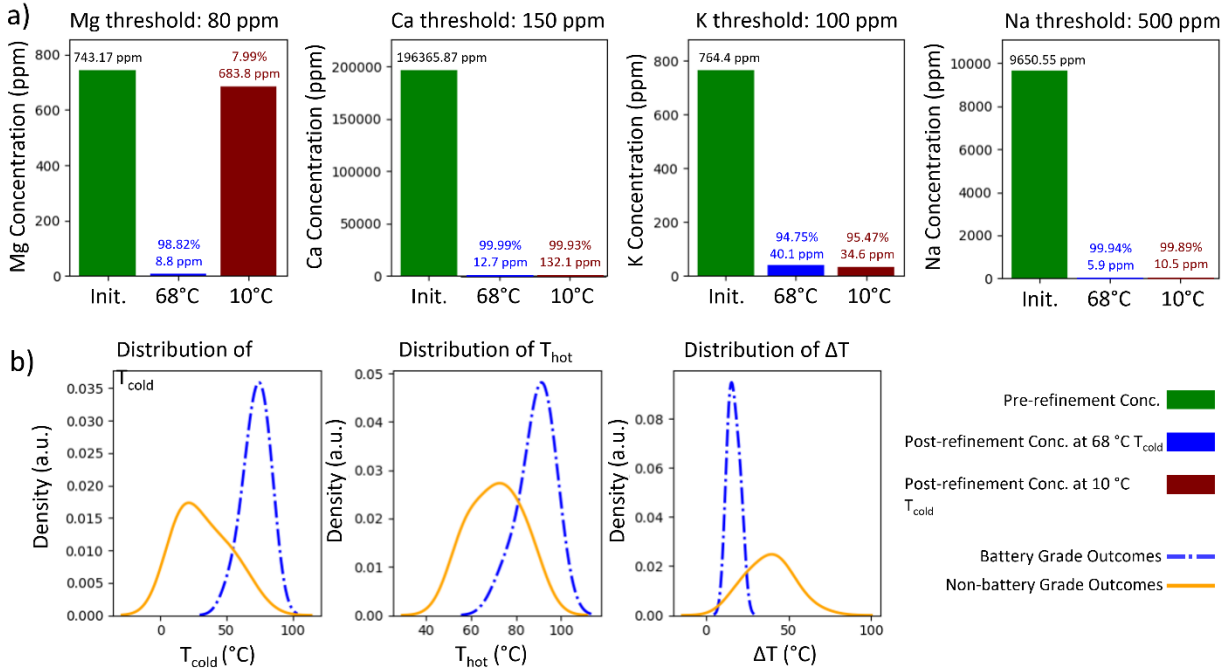 a)
Mg threshold: 80 ppm
Mg Concentration (ppm)
800
600
400
200
0
743.17 ppm
98.82%
8.8 ppm
7.99%
683.8 ppm
Init.
68°C
10°C
Ca threshold: 150 ppm
Ca Concentration (ppm)
200000
150000
100000
50000
0
196365.87 ppm
99.99%
12.7 ppm
99.93%
132.1 ppm
Init.
68°C
10°C
K threshold: 100 ppm
K Concentration (ppm)
800
600
400
200
0
764.4 ppm
94.75%
40.1 ppm
95.47%
34.6 ppm
Init.
68°C
10°C
Na threshold: 500 ppm
Na Concentration (ppm)
10000
8000
6000
4000
2000
0
9650.55 ppm
99.94%
5.9 ppm
99.89%
10.5 ppm
Init.
68°C
10°C
b)
Distribution of
T_cold
Density (a.u.)
0.035
0.030
0.025
0.020
0.015
0.010
0.005
0.000
0
50
100
T_cold (°C)
Distribution of T_hot
Density (a.u.)
0.05
0.04
0.03
0.02
0.01
0.00
40
60
80
100
T_hot (°C)
Distribution of ΔT
Density (a.u.)
0.08
0.06
0.04
0.02
0.00
0
50
100
ΔT (°C)
Pre-refinement Conc.
Post-refinement Conc. at 68 °C T_cold
Post-refinement Conc. at 10 °C
T_cold
Battery Grade Outcomes
Non-battery Grade Outcomes